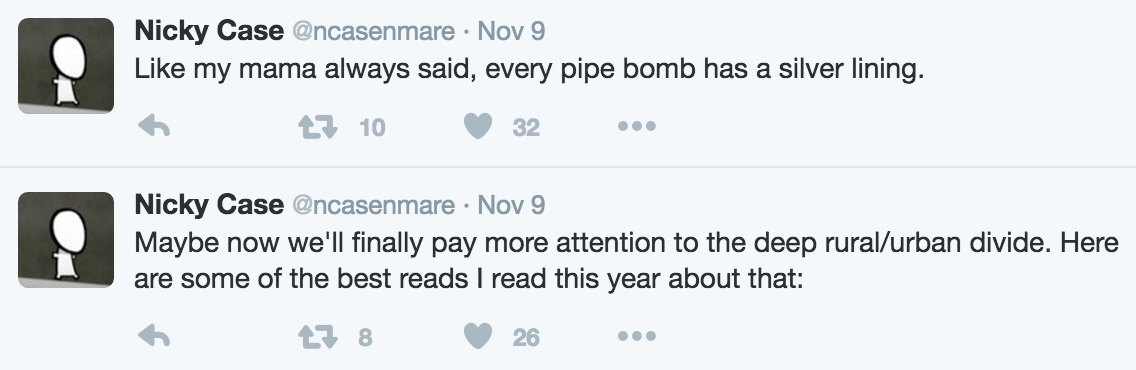 Nicky Case @ncasenmare · Nov 9
Like my mama always said, every pipe bomb has a silver lining.
10 32
Nicky Case @ncasenmare · Nov 9
Maybe now we'll finally pay more attention to the deep rural/urban divide. Here
are some of the best reads I read this year about that:
8 26